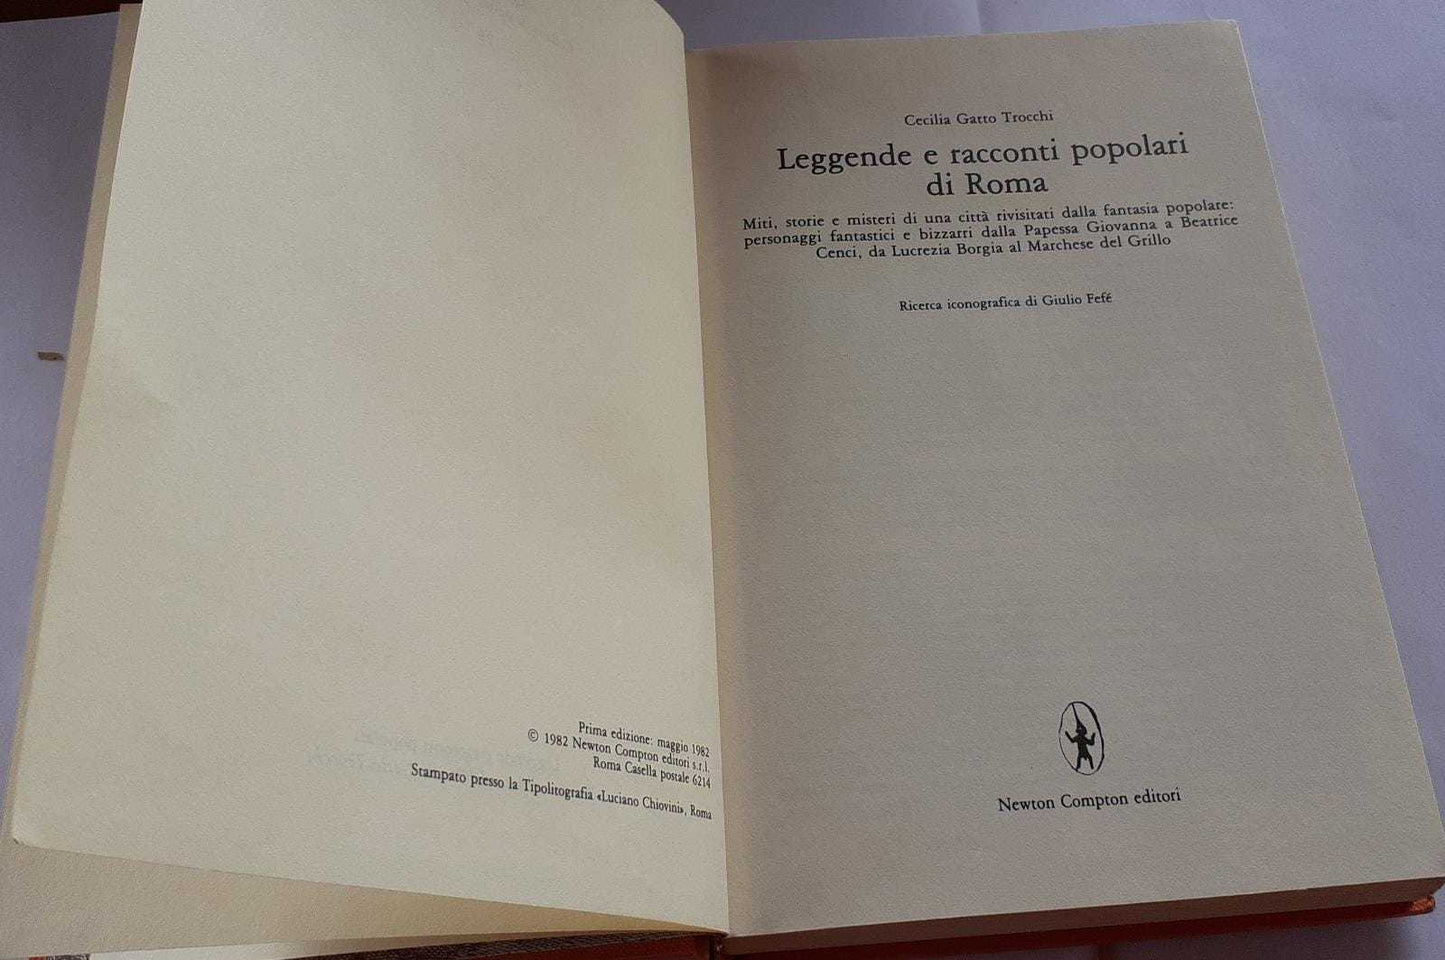 Prima edizione: maggio 1982
© 1982 Newton Compton editori s.r.l.
Roma Casella postale 6214
Stampato presso la Tipolitografia «Luciano Chiovini», Roma
Cecilia Gatto Trocchi
Leggende e racconti popolari
di Roma
Miti, storie e misteri di una città rivisitati dalla fantasia popolare:
personaggi fantastici e bizzarri dalla Papessa Giovanna a Beatrice
Cenci, da Lucrezia Borgia al Marchese del Grillo
Ricerca iconografica di Giulio Fefé
Newton Compton editori